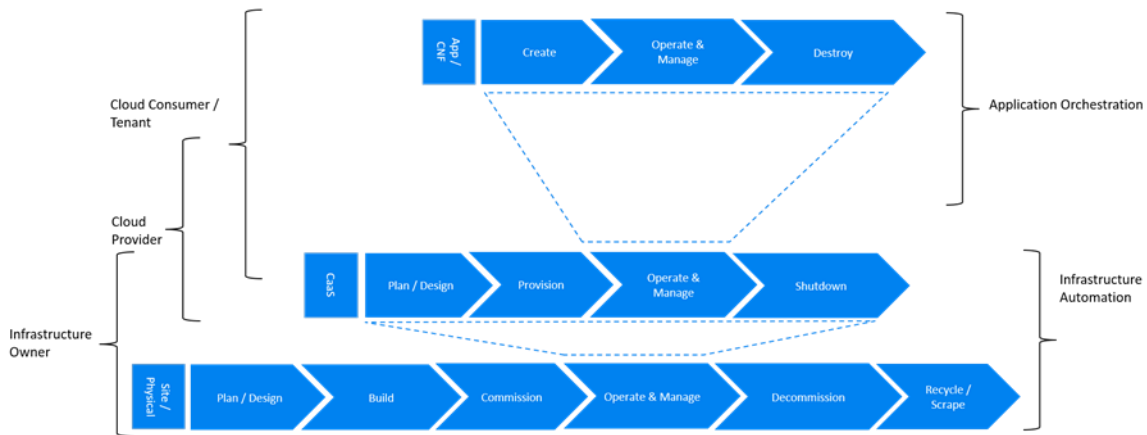 App /
CNF
Create
Operate &
Manage
Destroy
Cloud Consumer /
Tenant
Application Orchestration
Cloud
Provider
CaaS
Plan / Design
Provision
Operate &
Manage
Shutdown
Infrastructure
Automation
Infrastructure
Owner
Site /
Physical
Plan / Design
Build
Commission
Operate & Manage
Decommission
Recycle /
Scrape